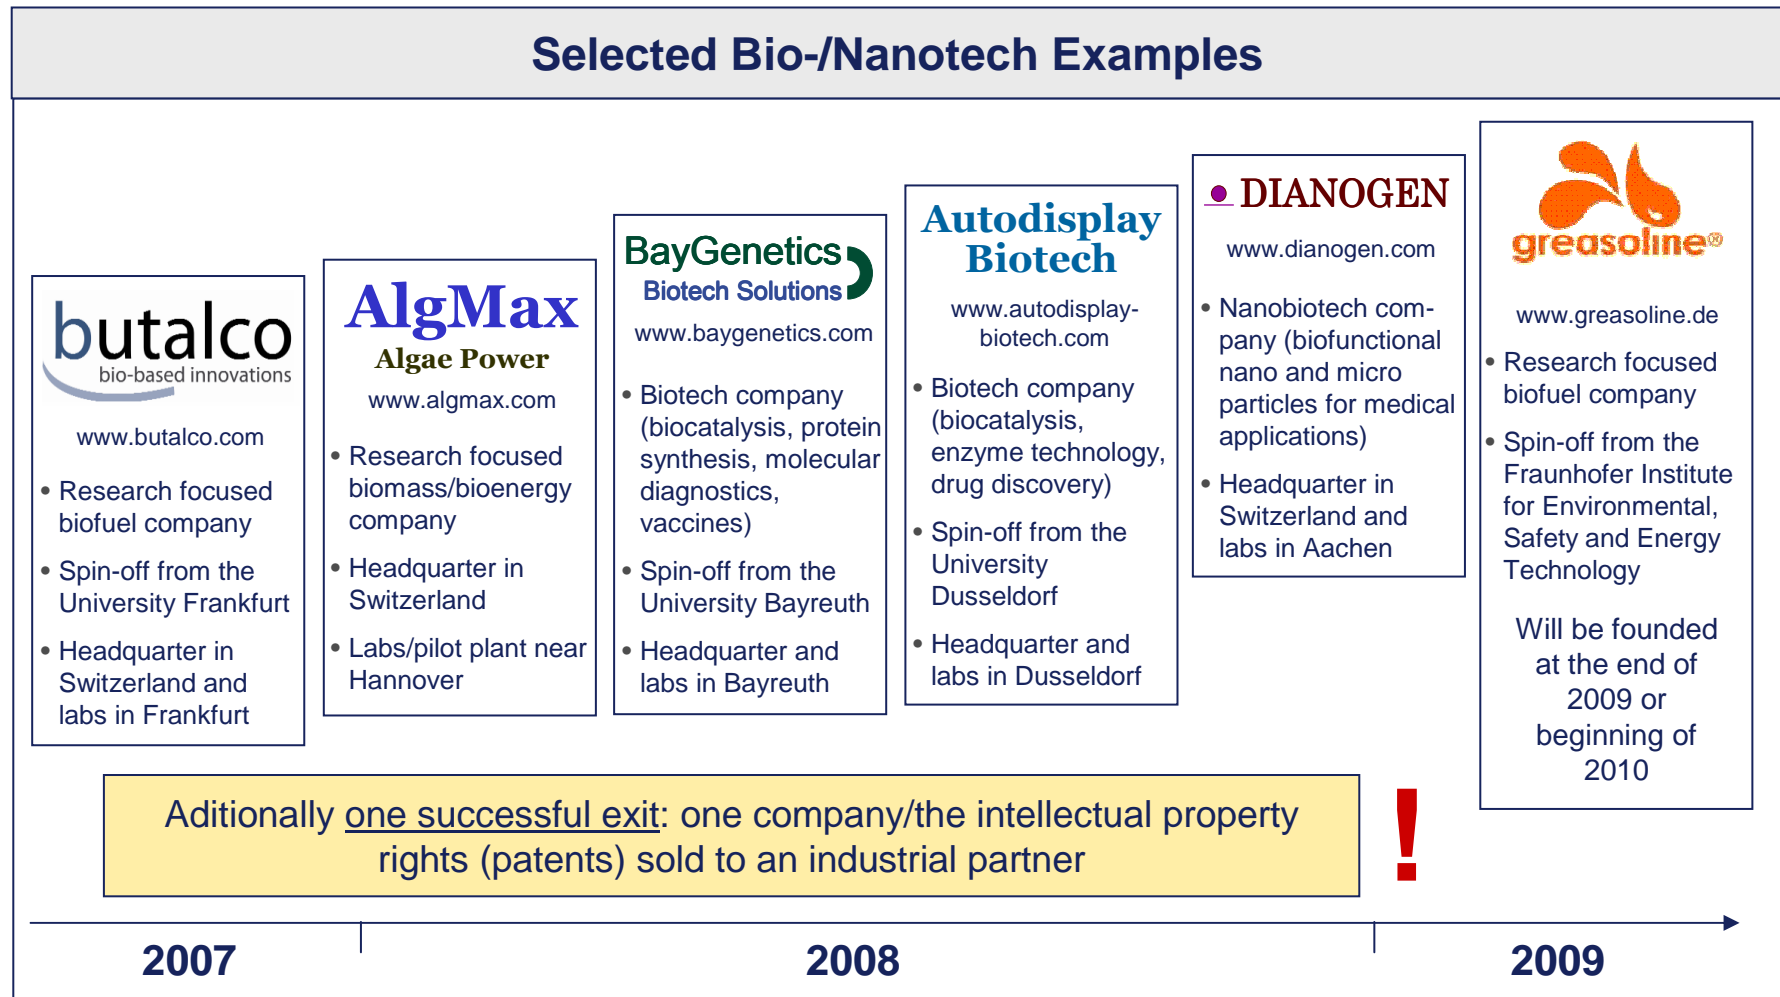 Selected Bio-/Nanotech Examples
butalco
bio-based innovations
www.butalco.com
• Research focused
biofuel company
• Spin-off from the
University Frankfurt
• Headquarter in
Switzerland and
labs in Frankfurt
AlgMax
Algae Power
www.algmax.com
• Research focused
biomass/bioenergy
company
• Headquarter in
Switzerland
• Labs/pilot plant near
Hannover
BayGenetics
Biotech Solutions
www.baygenetics.com
• Biotech company
(biocatalysis, protein
synthesis, molecular
diagnostics,
vaccines)
• Spin-off from the
University Bayreuth
• Headquarter and
labs in Bayreuth
Autodisplay
Biotech
www.autodisplay-
biotech.com
• Biotech company
(biocatalysis,
enzyme technology,
drug discovery)
• Spin-off from the
University
Dusseldorf
• Headquarter and
labs in Dusseldorf
DIANOGEN
www.dianogen.com
• Nanobiotech com-
pany (biofunctional
nano and micro
particles for medical
applications)
• Headquarter in
Switzerland and
labs in Aachen
greasoline®
www.greasoline.de
• Research focused
biofuel company
• Spin-off from the
Fraunhofer Institute
for Environmental,
Safety and Energy
Technology
Will be founded
at the end of
2009 or
beginning of
2010
Aditionally one successful exit: one company/the intellectual property
rights (patents) sold to an industrial partner
!
2007
2008
2009